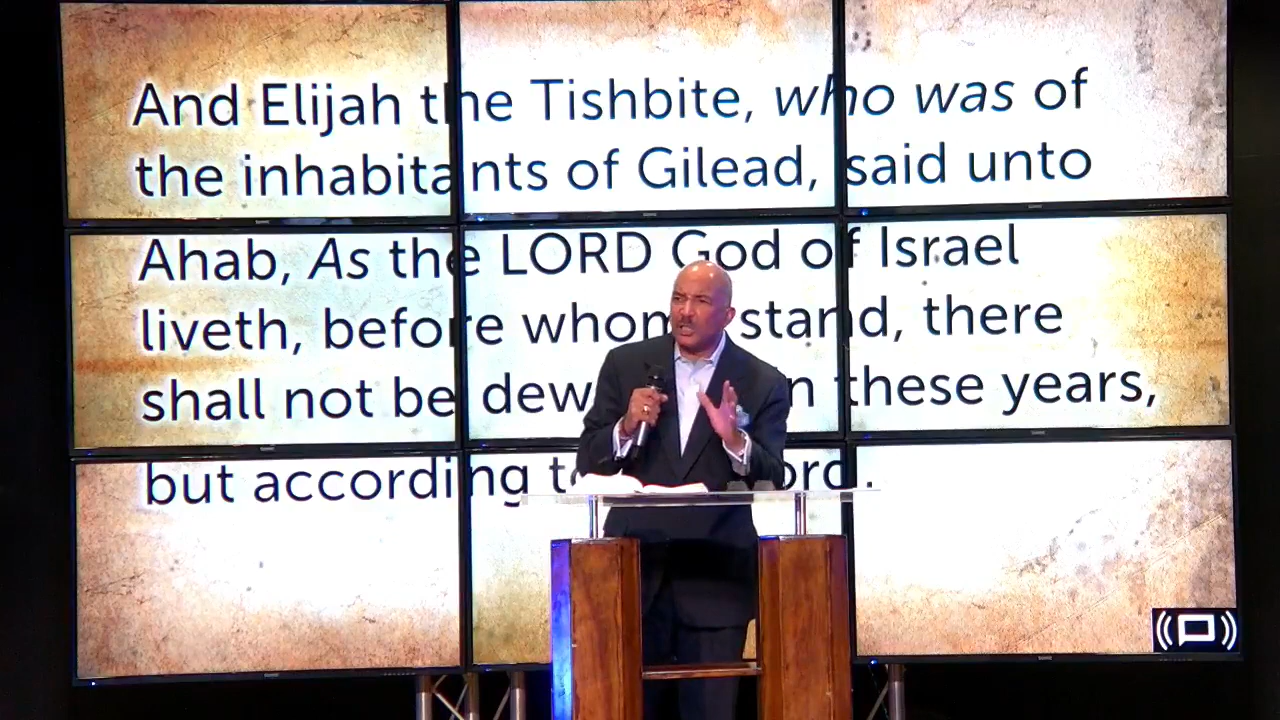 And Elijah the Tishbite, who was of
the inhabitants of Gilead, said unto
Ahab, As the LORD God of Israel
liveth, before whom stand, there
shall not be dew these years,
but according